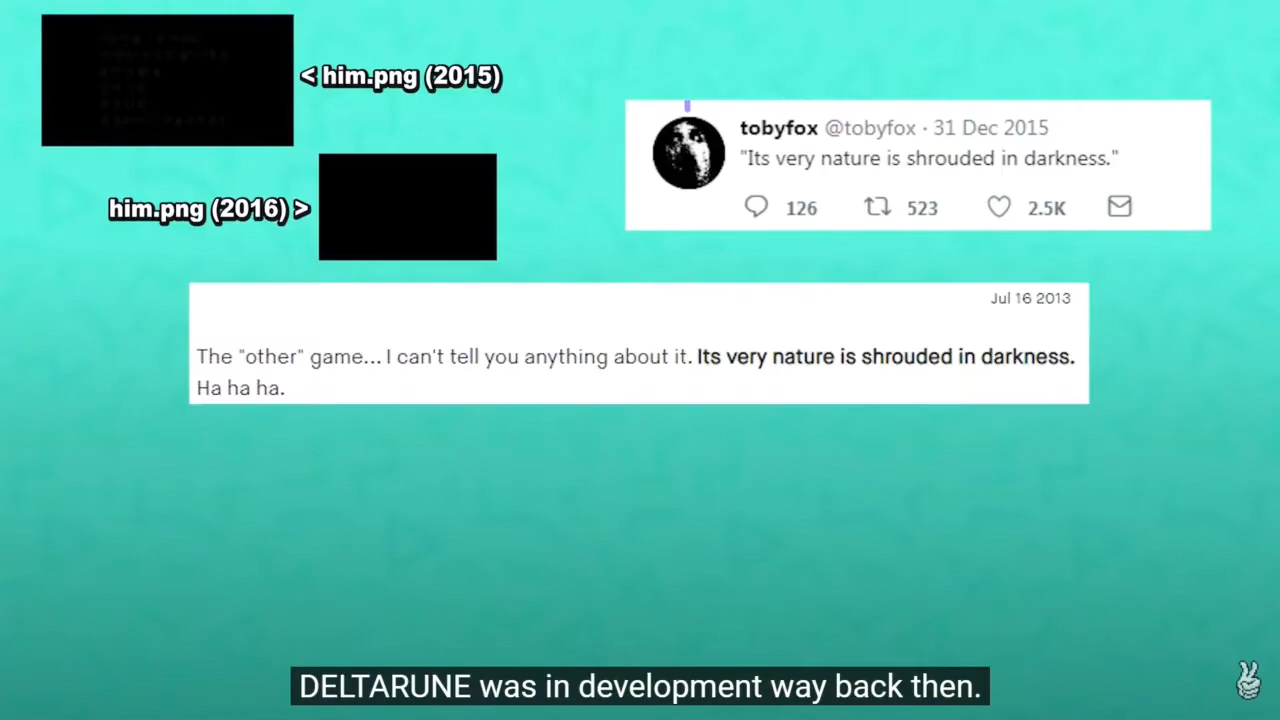 < him.png (2015)
him.png (2016) >
tobyfox @tobyfox · 31 Dec 2015
"Its very nature is shrouded in darkness."
126 523 2.5K
Jul 16 2013
The "other" game... I can't tell you anything about it. Its very nature is shrouded in darkness.
Ha ha ha.
DELTARUNE was in development way back then.